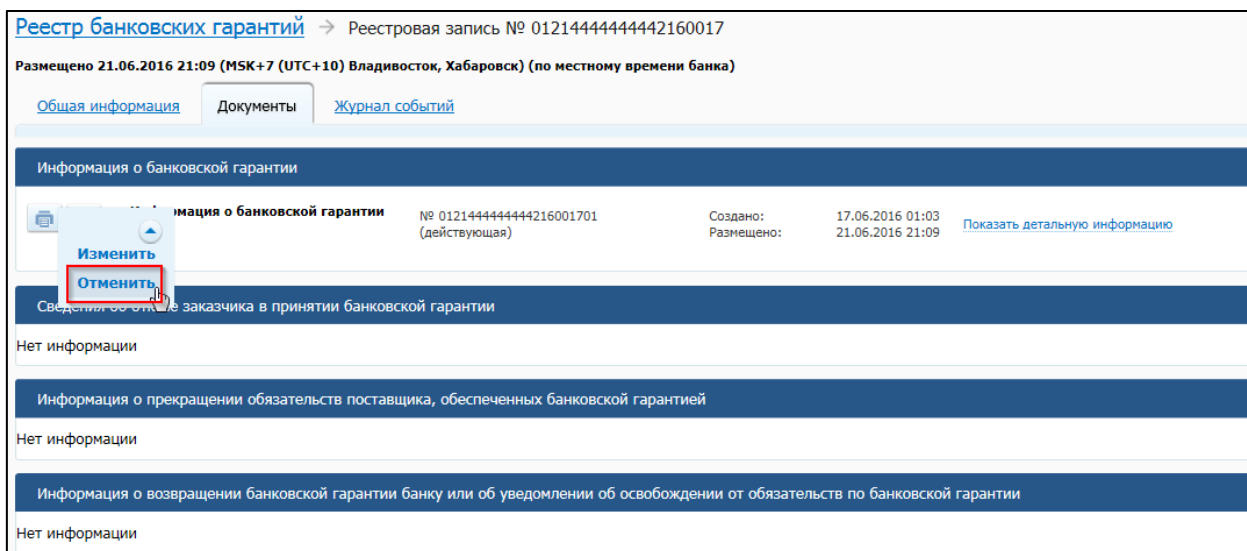 Реестр банковских гарантий → Реестровая запись № 01214444444442160017
Размещено 21.06.2016 21:09 (MSK+7 (UTC+10) Владивосток, Хабаровск) (по местному времени банка)
Общая информация Документы Журнал событий
Информация о банковской гарантии
о банковской гарантии № 0121444444444216001701 Создано: 17.06.2016 01:03 Показать детальную информацию
(действующая) Размещено: 21.06.2016 21:09
Изменить
Отменить
заказчика в принятии банковской гарантии
Нет информации
Информация о прекращении обязательств поставщика, обеспеченных банковской гарантией
Нет информации
Информация о возвращении банковской гарантии банку или об уведомлении об освобождении от обязательств по банковской гарантии
Нет информации